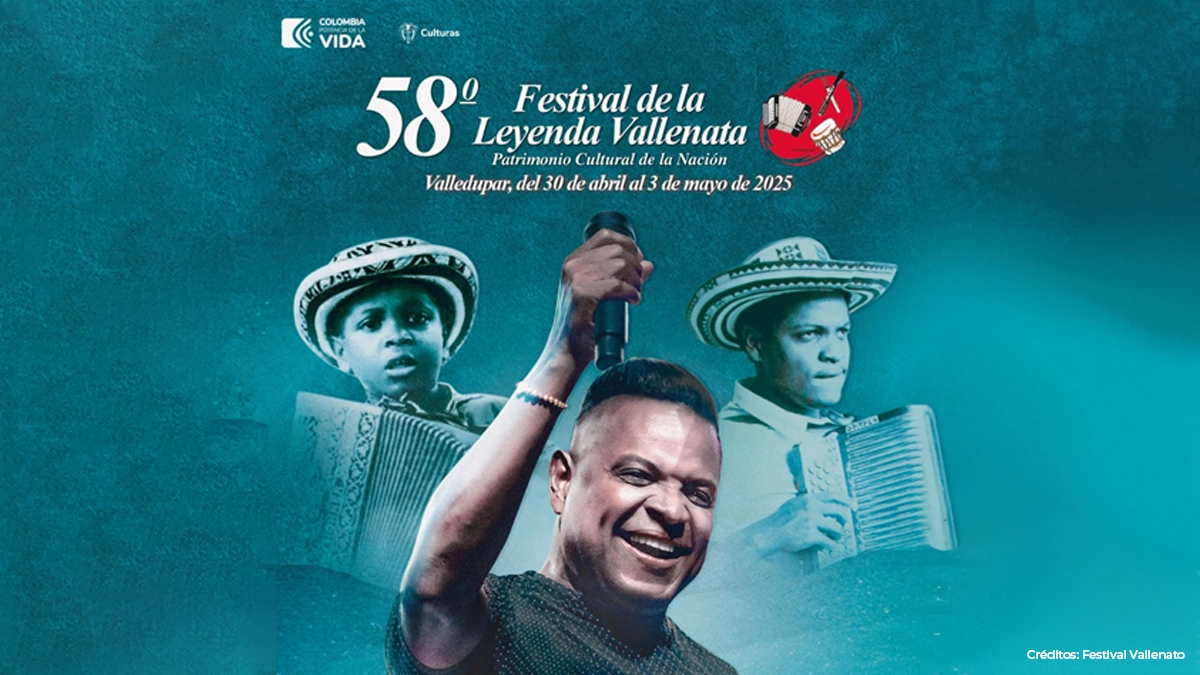 COLOMBIA
POTENCIA DE LA
VIDA
Culturas
58º
Festival de la
Leyenda Vallenata
Patrimonio Cultural de la Nación
Valledupar, del 30 de abril al 3 de mayo de 2025
Créditos: Festival Vallenato